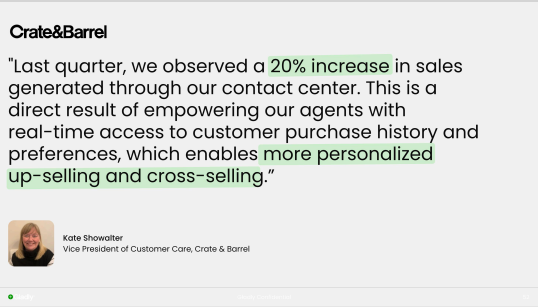 Crate&Barrel
"Last quarter, we observed a 20% increase in sales
generated through our contact center. This is a
direct result of empowering our agents with
real-time access to customer purchase history and
preferences, which enables more personalized
up-selling and cross-selling.”
Kate Showalter
Vice President of Customer Care, Crate & Barrel